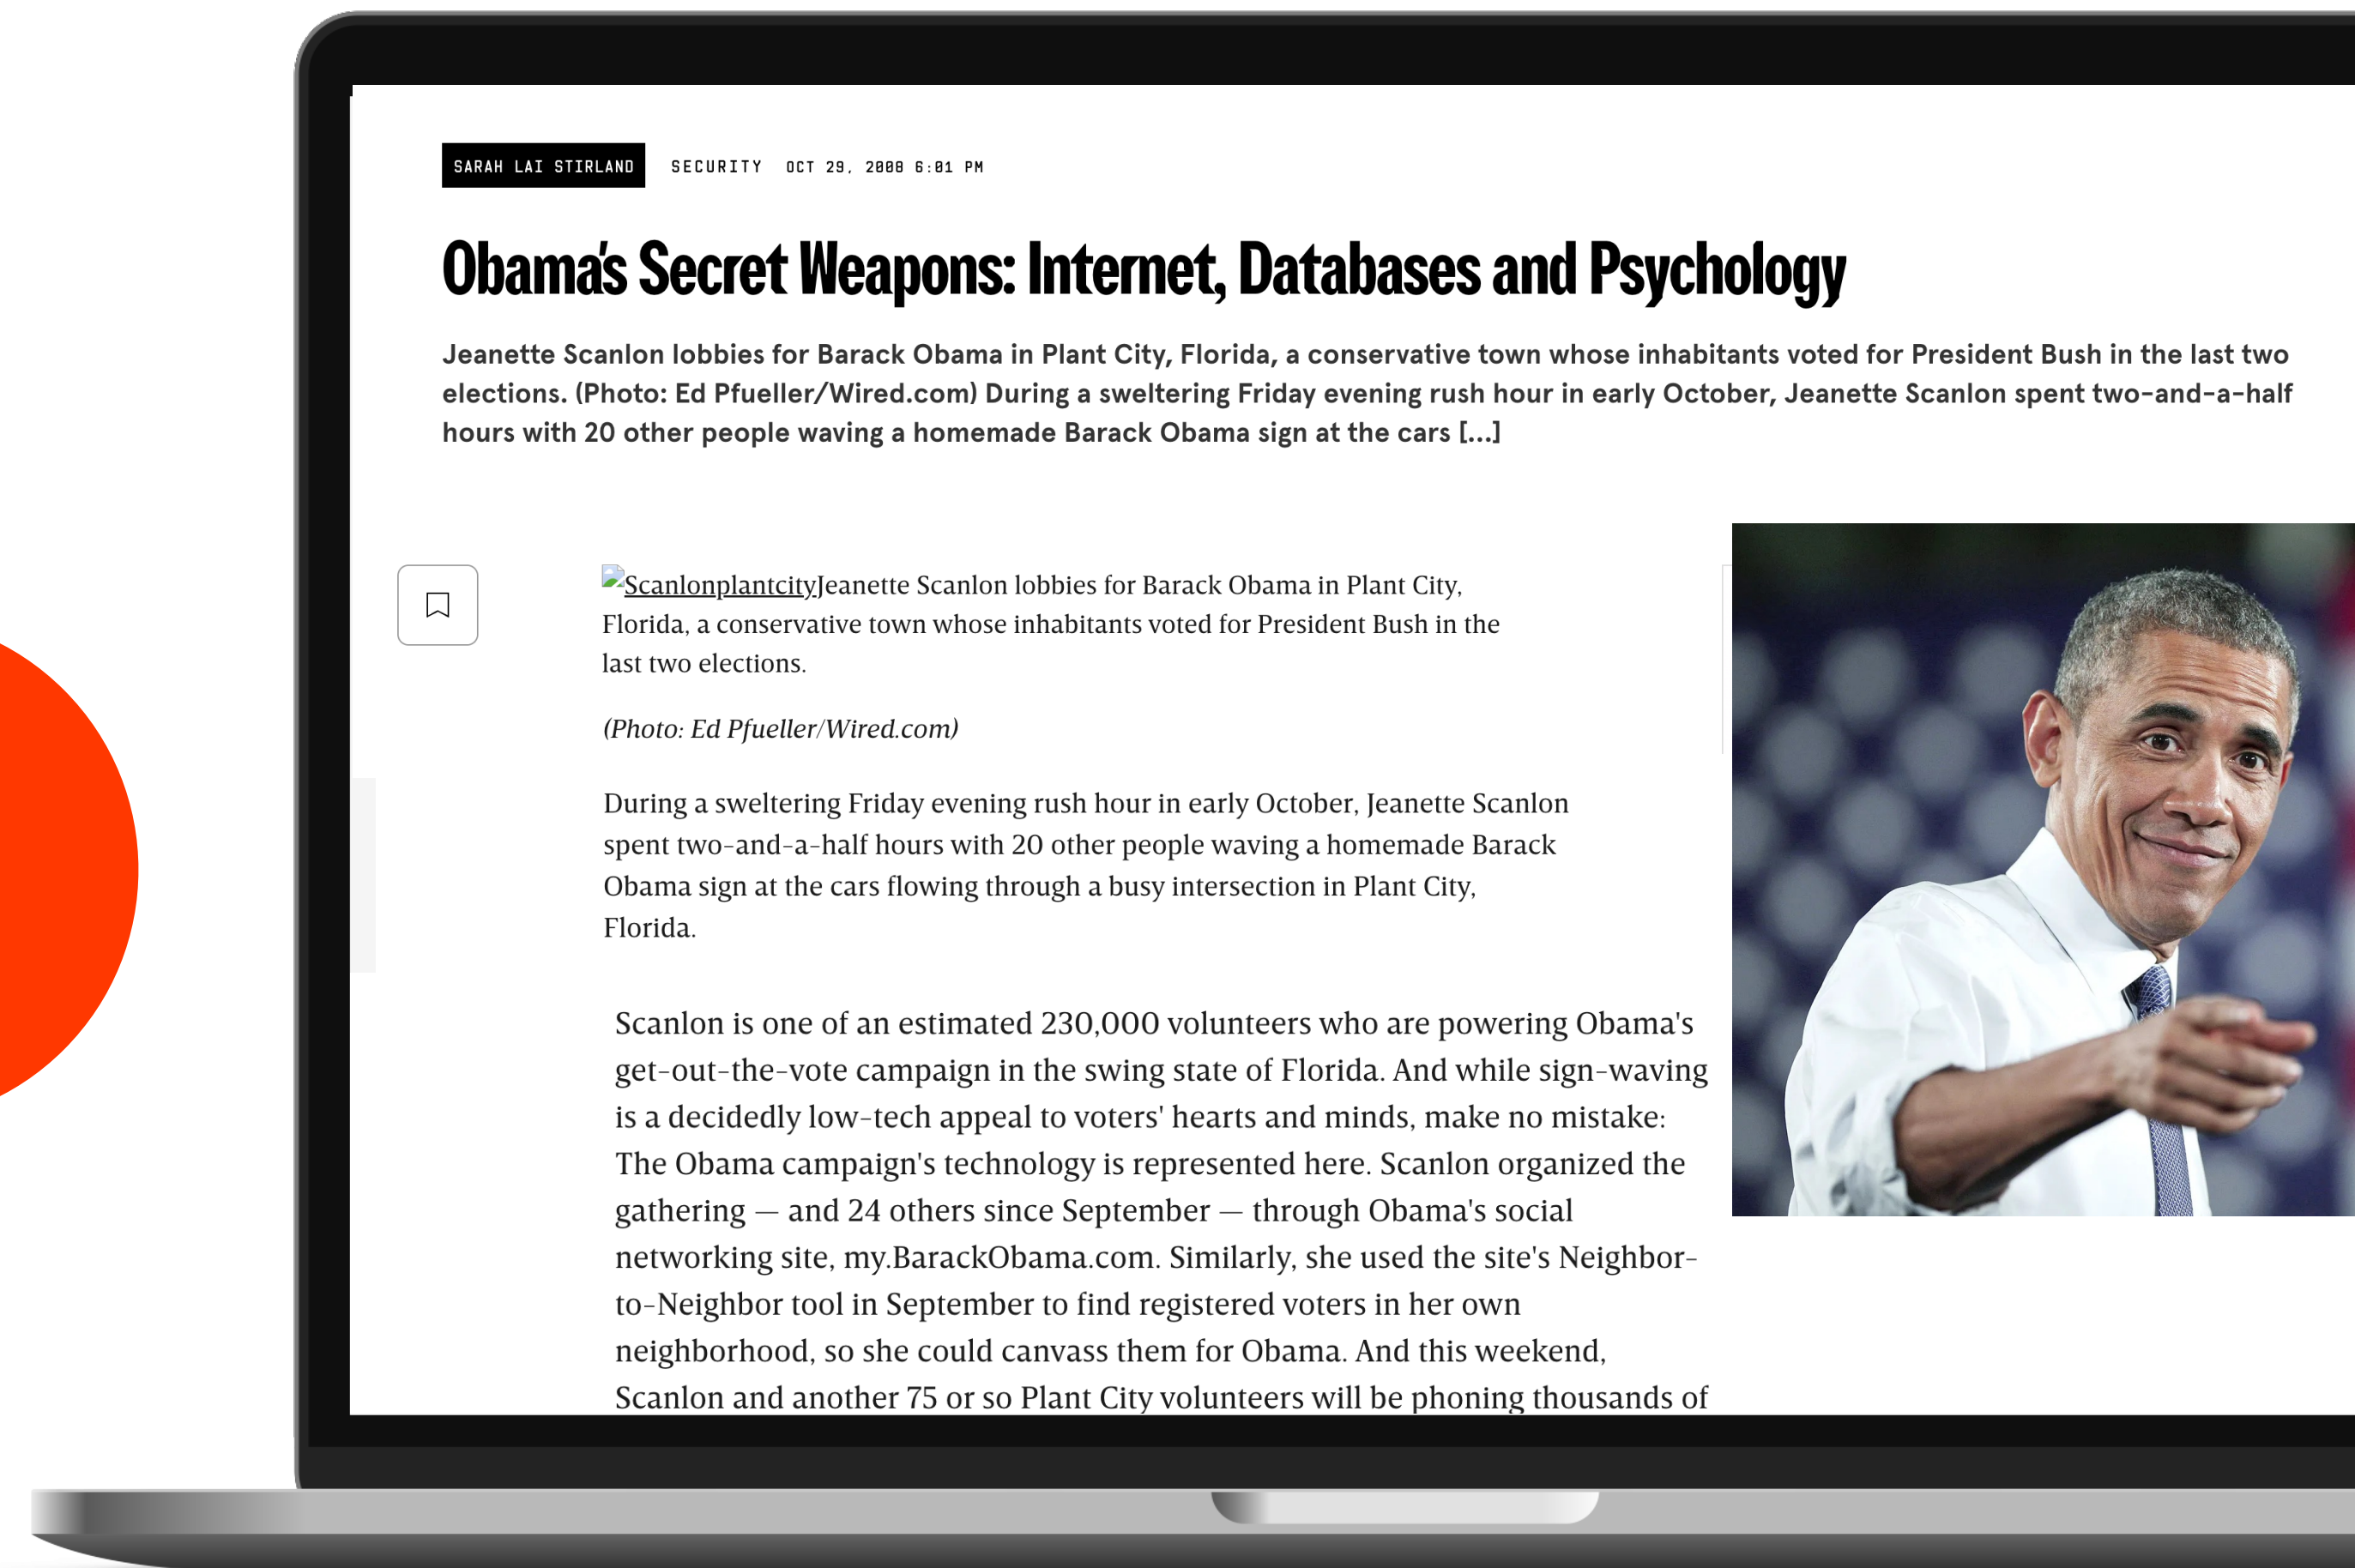 SARAH LAI STIRLAND SECURITY OCT 29, 2008 6:01 PM
Obama's Secret Weapons: Internet, Databases and Psychology
Jeanette Scanlon lobbies for Barack Obama in Plant City, Florida, a conservative town whose inhabitants voted for President Bush in the last two
elections. (Photo: Ed Pfueller/Wired.com) During a sweltering Friday evening rush hour in early October, Jeanette Scanlon spent two-and-a-half
hours with 20 other people waving a homemade Barack Obama sign at the cars [...]
ScanlonplantcityJeanette Scanlon lobbies for Barack Obama in Plant City,
Florida, a conservative town whose inhabitants voted for President Bush in the
last two elections.
(Photo: Ed Pfueller/Wired.com)
During a sweltering Friday evening rush hour in early October, Jeanette Scanlon
spent two-and-a-half hours with 20 other people waving a homemade Barack
Obama sign at the cars flowing through a busy intersection in Plant City,
Florida.
Scanlon is one of an estimated 230,000 volunteers who are powering Obama's
get-out-the-vote campaign in the swing state of Florida. And while sign-waving
is a decidedly low-tech appeal to voters' hearts and minds, make no mistake:
The Obama campaign's technology is represented here. Scanlon organized the
gathering — and 24 others since September — through Obama's social
networking site, my.BarackObama.com. Similarly, she used the site's Neighbor-
to-Neighbor tool in September to find registered voters in her own
neighborhood, so she could canvass them for Obama. And this weekend,
Scanlon and another 75 or so Plant City volunteers will be phoning thousands of